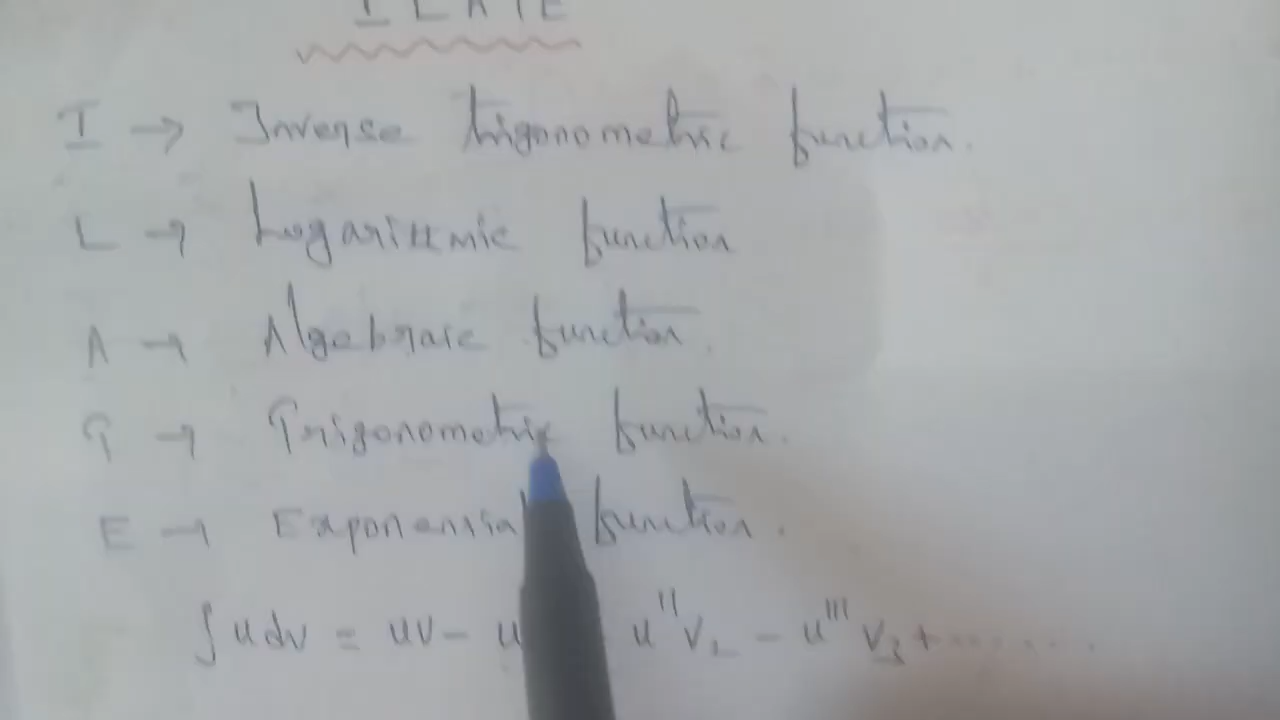 I L A T E
I → Inverse trigonometric function.
L → Logarithmic function
A → Algebraic function.
T → Trigonometric function.
E → Exponential function.
∫ u dv = uv - u u'' v₂ - u''' v₃ + .......